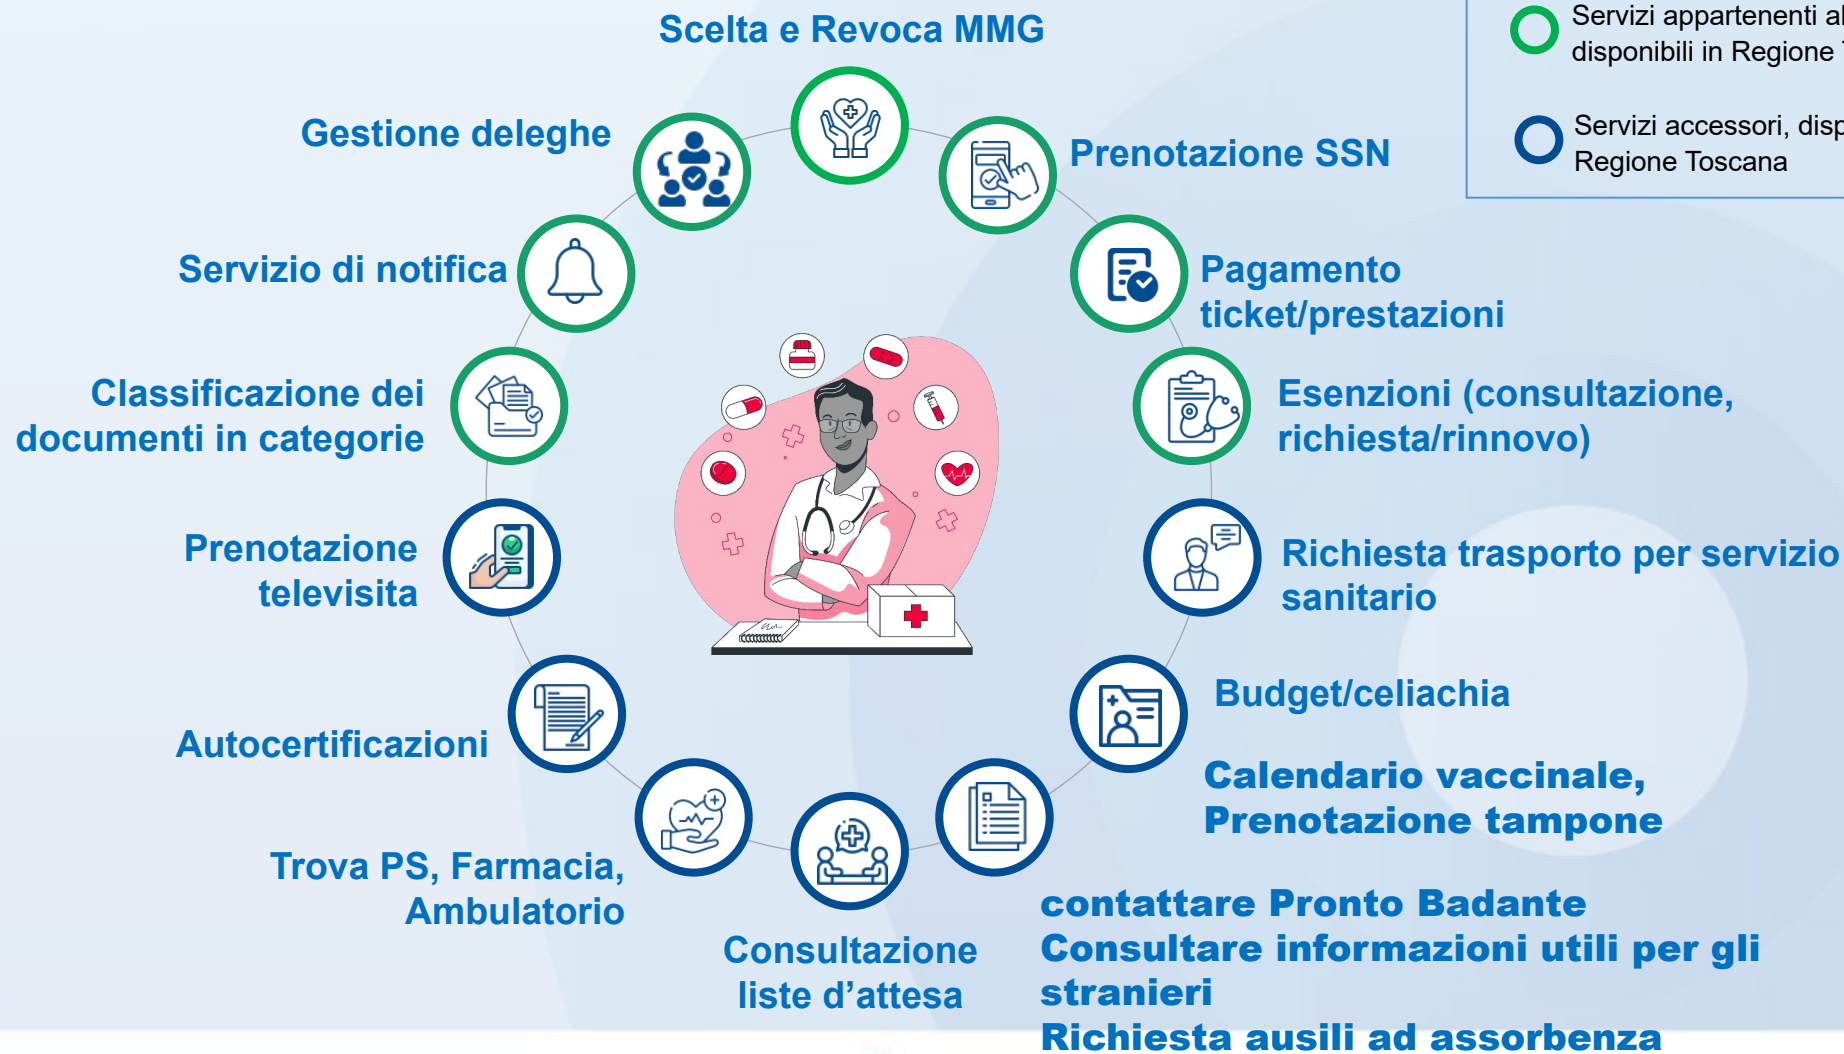 Scelta e Revoca MMG
Servizi appartenenti al
disponibili in Regione
Servizi accessori,
Regione Toscana
Gestione deleghe
Prenotazione SSN
Servizio di notifica
Pagamento
ticket/prestazioni
Classificazione dei
documenti in categorie
Esenzioni (consultazione,
richiesta/rinnovo)
Prenotazione
televisita
Richiesta trasporto per servizio
sanitario
Autocertificazioni
Budget/celiachia
Calendario vaccinale,
Prenotazione tampone
Trova PS, Farmacia,
Ambulatorio
Consultazione
liste d’attesa
contattare Pronto Badante
Consultare informazioni utili per gli
stranieri
Richiesta ausili ad assorbenza